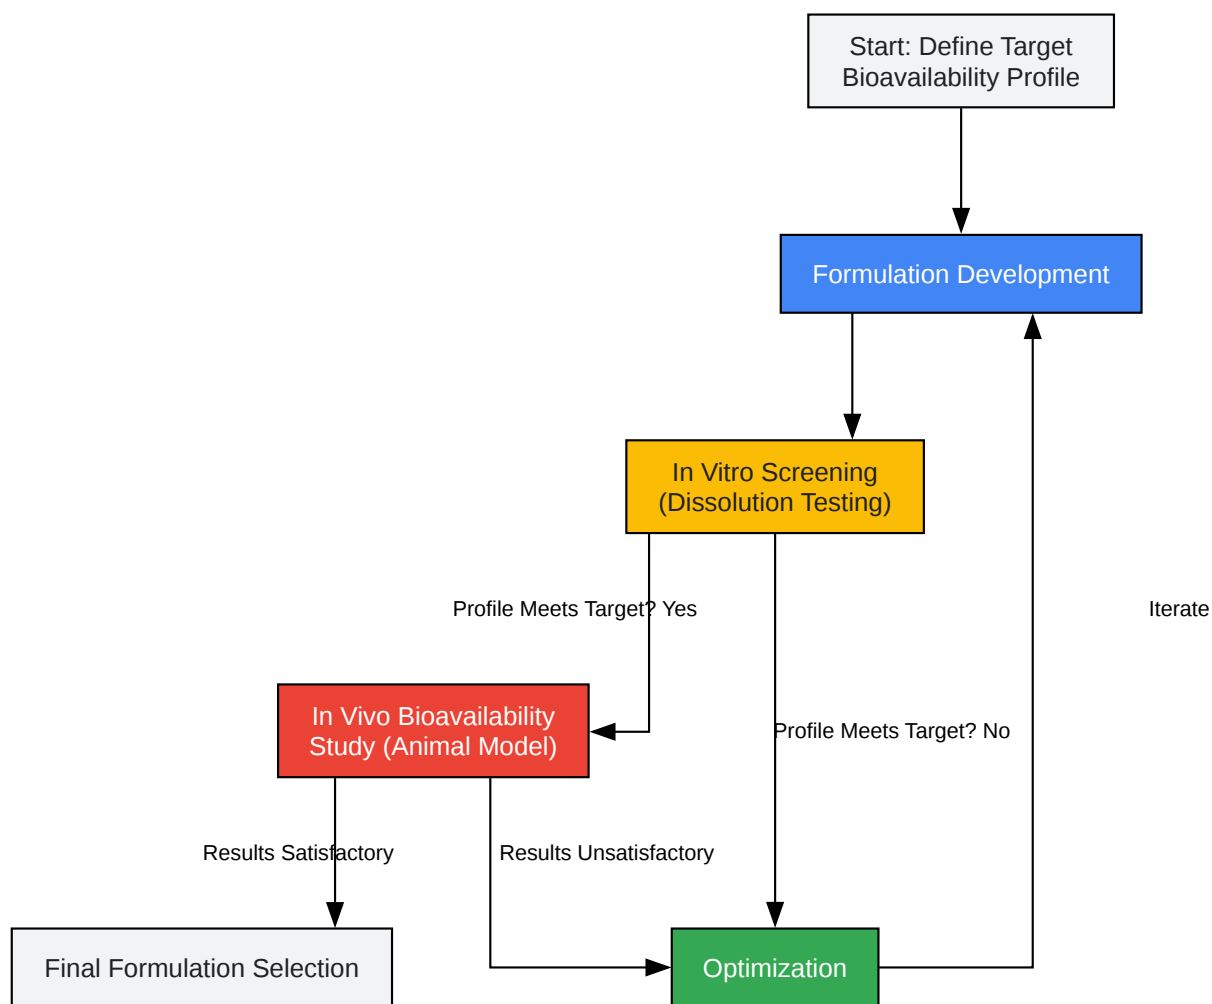 Start: Define Target
Bioavailability Profile
Formulation Development
In Vitro Screening
(Dissolution Testing)
Profile Meets Target? Yes
Iterate
In Vivo Bioavailability
Study (Animal Model)
Profile Meets Target? No
Results Satisfactory
Results Unsatisfactory
Final Formulation Selection
Optimization